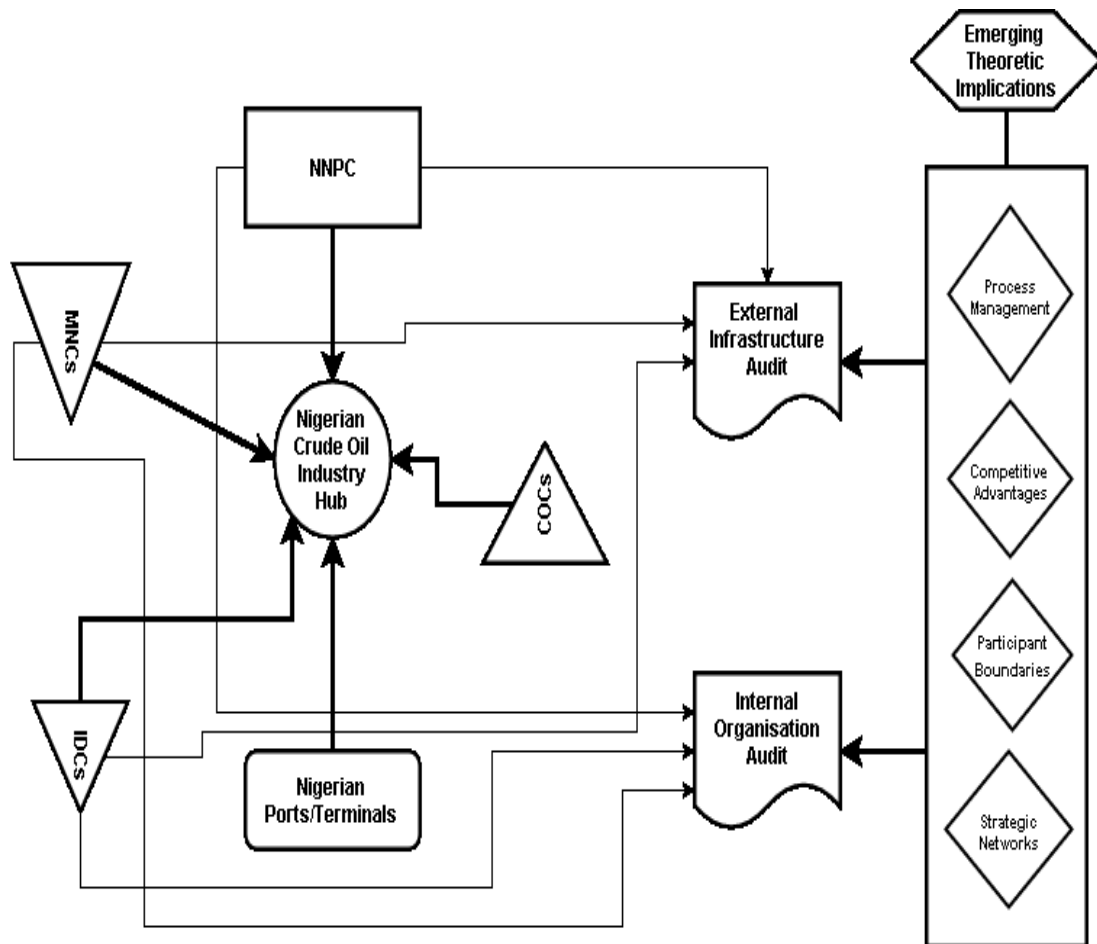 Emerging
Theoretic
Implications
NNPC
MNCs
External
Infrastructure
Audit
Process
Management
Nigerian
Crude Oil
Industry
Hub
COCs
Competitive
Advantages
Participant
Boundaries
IDCs
Internal
Organisation
Audit
Nigerian
Ports/Terminals
Strategic
Networks